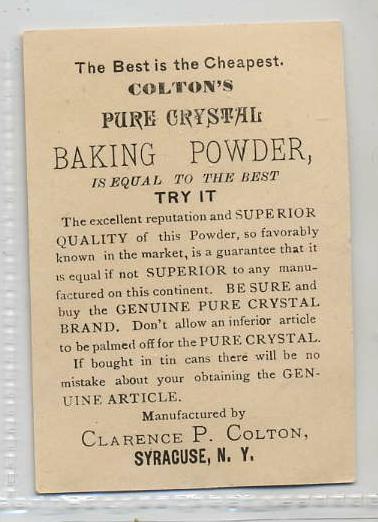 The Best is the Cheapest.
COLTON'S
PURE CRYSTAL
BAKING POWDER,
IS EQUAL TO THE BEST
TRY IT
The excellent reputation and SUPERIOR
QUALITY of this Powder, so favorably
known in the market, is a guarantee that it
is equal if not SUPERIOR to any manu-
factured on this continent. BE SURE and
buy the GENUINE PURE CRYSTAL
BRAND. Don't allow an inferior article
to be palmed off for the PURE CRYSTAL.
If bought in tin cans there will be no
mistake about your obtaining the GEN-
UINE ARTICLE.
Manufactured by
CLARENCE P. COLTON,
SYRACUSE, N. Y.